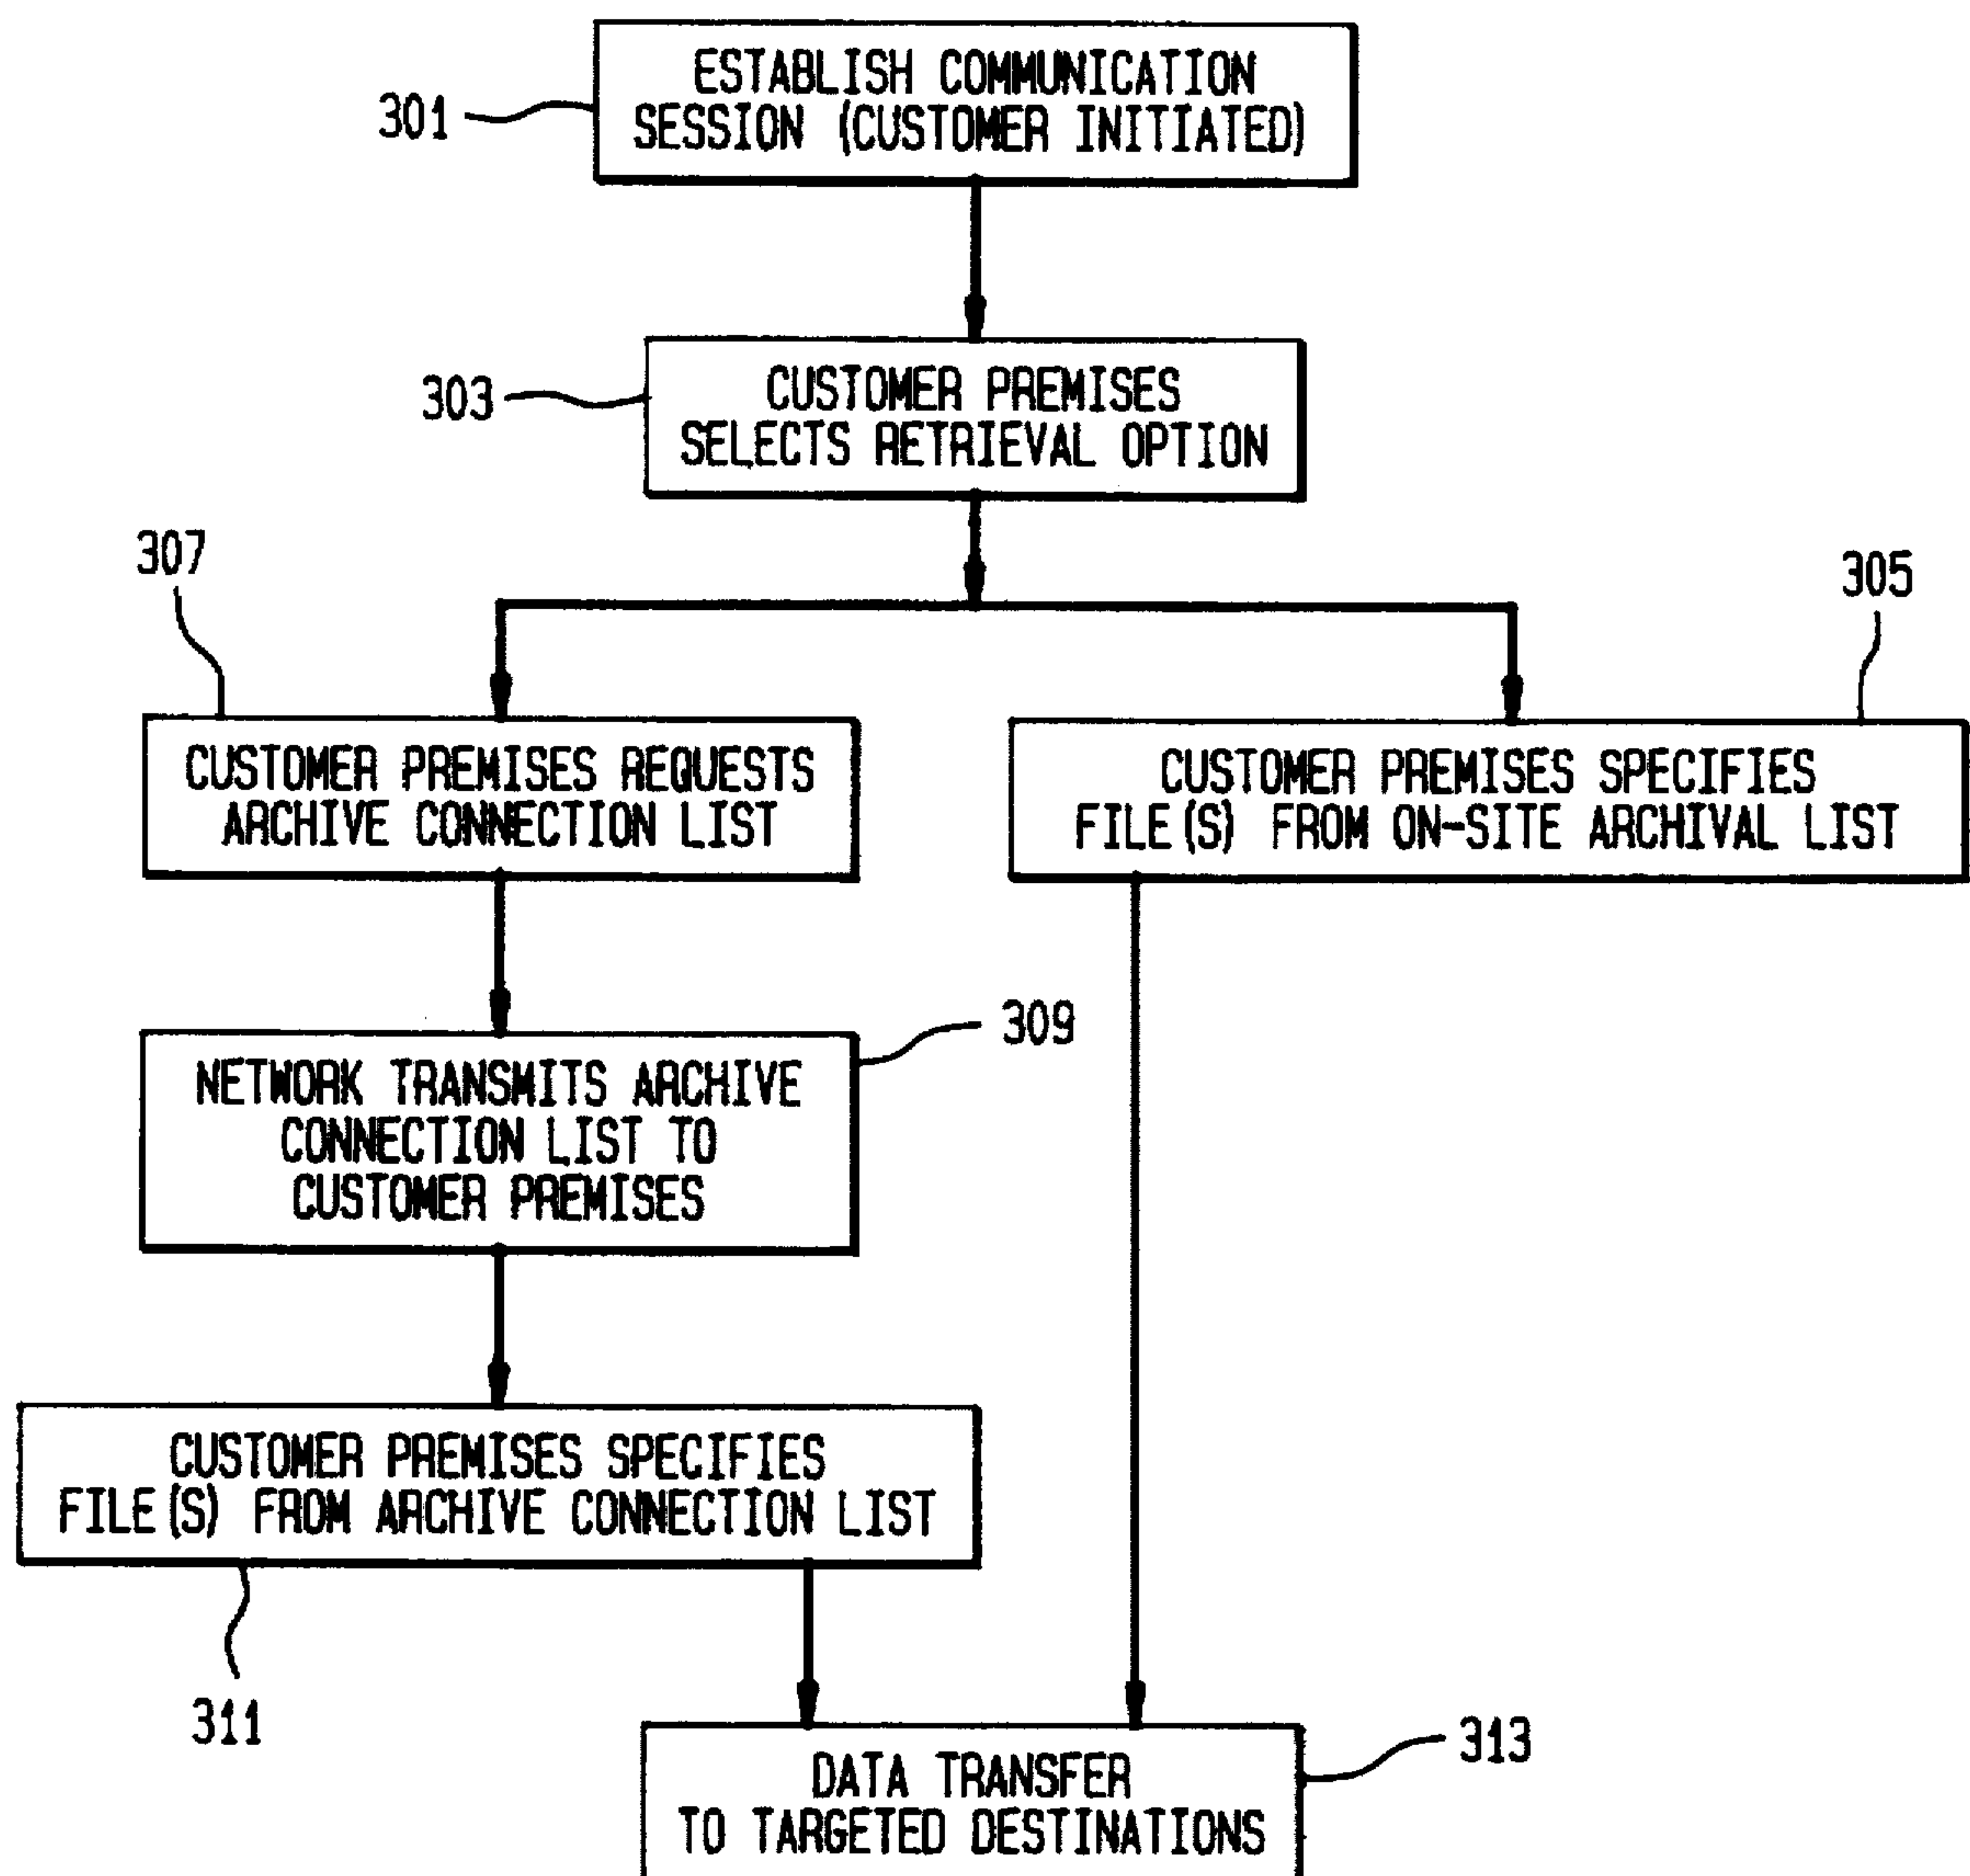 ESTABLISH COMMUNICATION
SESSION (CUSTOMER INITIATED)
301
CUSTOMER PREMISES
SELECTS RETRIEVAL OPTION
303
307
305
CUSTOMER PREMISES REQUESTS
ARCHIVE CONNECTION LIST
CUSTOMER PREMISES SPECIFIES
FILE(S) FROM ON-SITE ARCHIVAL LIST
309
NETWORK TRANSMITS ARCHIVE
CONNECTION LIST TO
CUSTOMER PREMISES
CUSTOMER PREMISES SPECIFIES
FILE(S) FROM ARCHIVE CONNECTION LIST
311
313
DATA TRANSFER
TO TARGETED DESTINATIONS